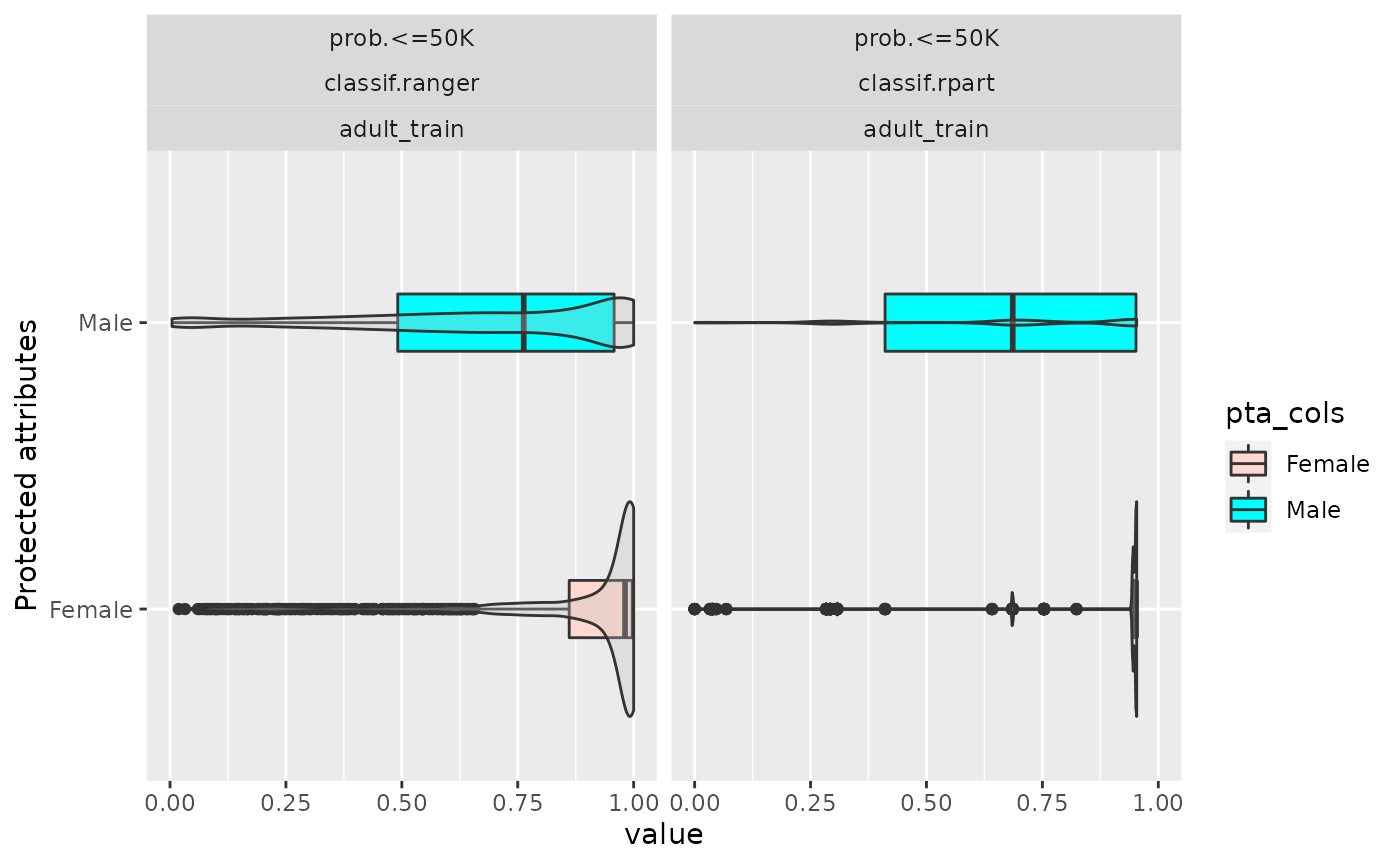 prob.<=50K
classif.ranger
adult_train
prob.<=50K
classif.rpart
adult_train
Protected attributes
Male
Female
0.00 0.25 0.50 0.75 1.00
0.00 0.25 0.50 0.75 1.00
value
pta_cols
Female
Male